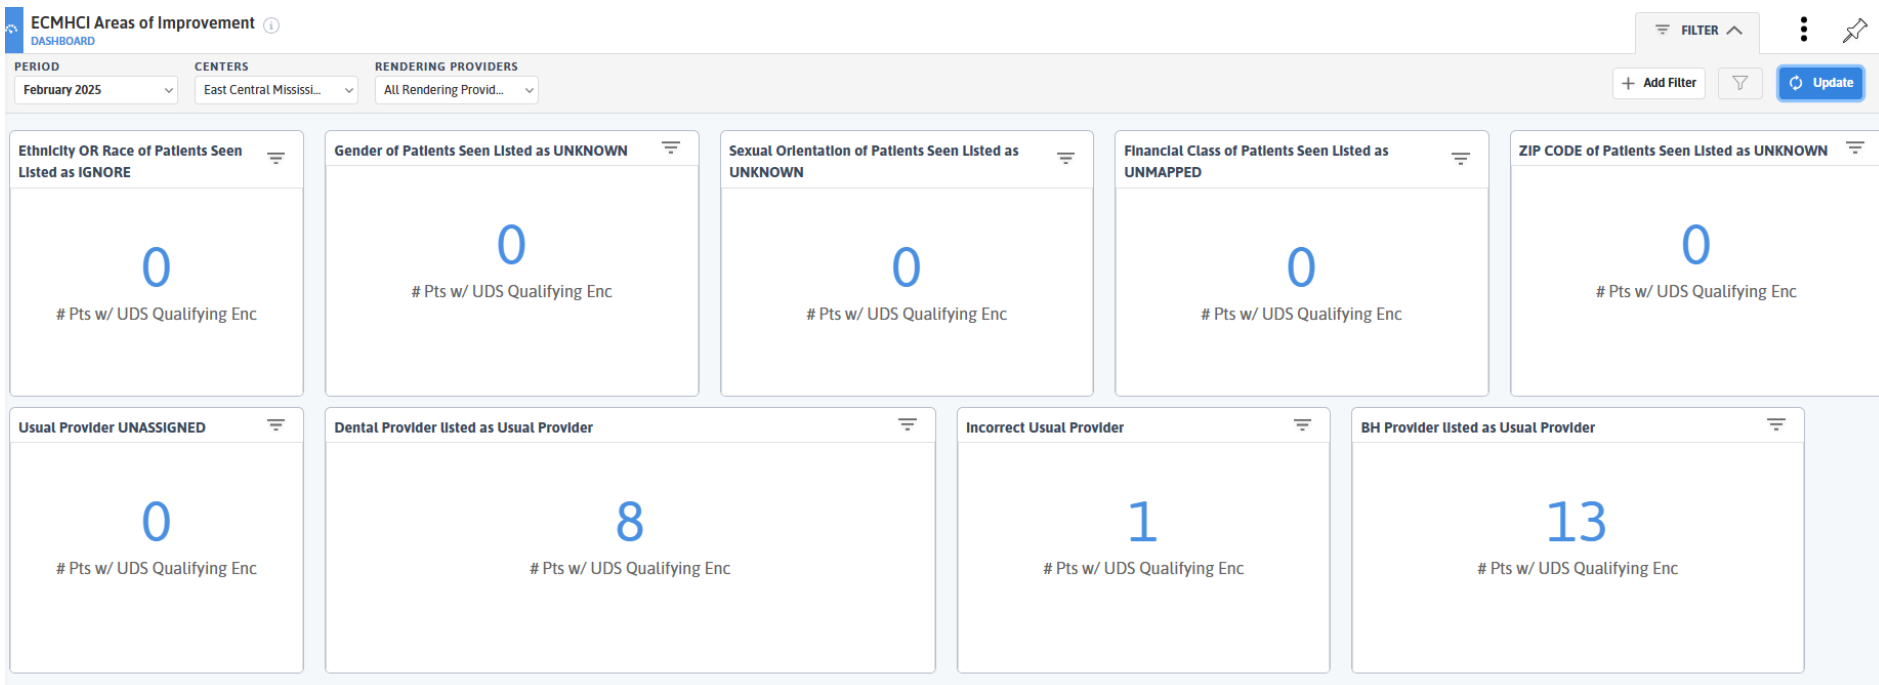 ECMHCI Areas of Improvement
DASHBOARD
FILTER
PERIOD
CENTERS
RENDERING PROVIDERS
February 2025
East Central Mississi...
All Rendering Provid...
Add Filter
Update
Ethnicity OR Race of Patients Seen
Listed as IGNORE
0
# Pts w/ UDS Qualifying Enc
Gender of Patients Seen Listed as UNKNOWN
0
# Pts w/ UDS Qualifying Enc
Sexual Orientation of Patients Seen Listed as
UNKNOWN
0
# Pts w/ UDS Qualifying Enc
Financial Class of Patients Seen Listed as
UNMAPPED
0
# Pts w/ UDS Qualifying Enc
ZIP CODE of Patients Seen Listed as UNKNOWN
0
# Pts w/ UDS Qualifying Enc
Usual Provider UNASSIGNED
0
# Pts w/ UDS Qualifying Enc
Dental Provider listed as Usual Provider
8
# Pts w/ UDS Qualifying Enc
Incorrect Usual Provider
1
# Pts w/ UDS Qualifying Enc
BH Provider listed as Usual Provider
13
# Pts w/ UDS Qualifying Enc